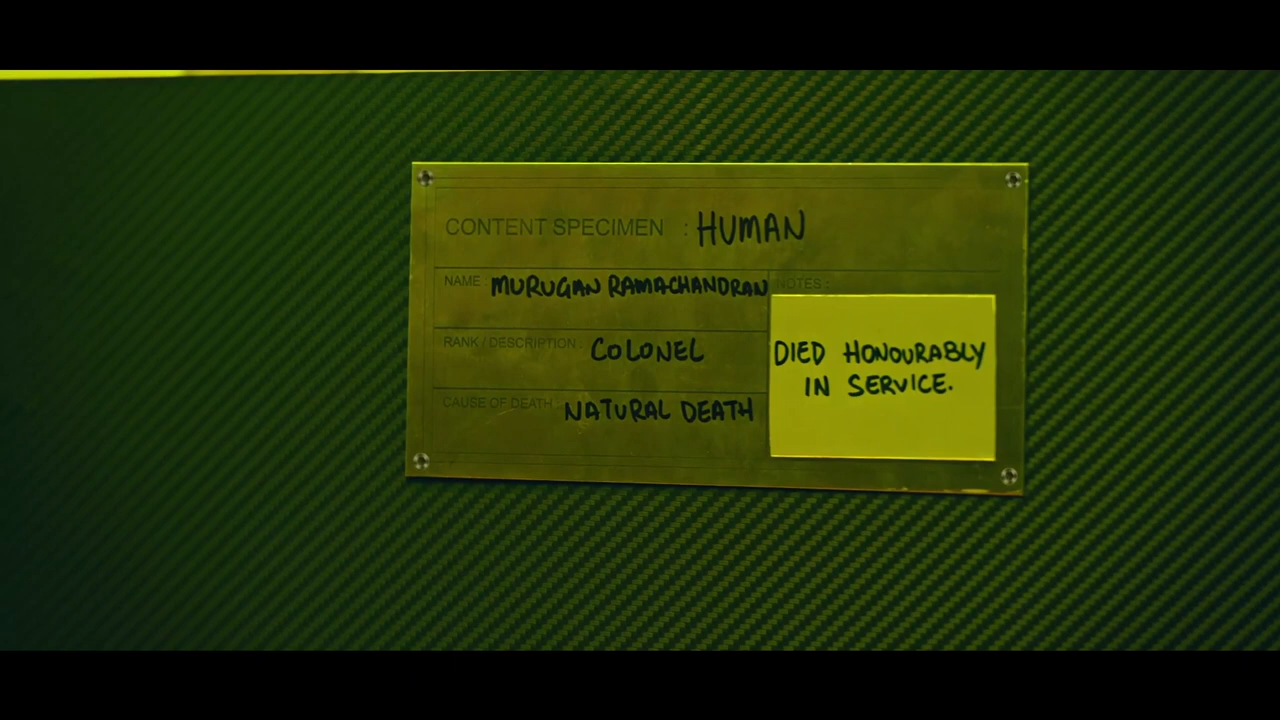 CONTENT SPECIMEN : HUMAN
NAME : MURUGAN RAMACHANDRAN
NOTES :
RANK / DESCRIPTION : COLONEL
CAUSE OF DEATH : NATURAL DEATH
DIED HONOURABLY
IN SERVICE.